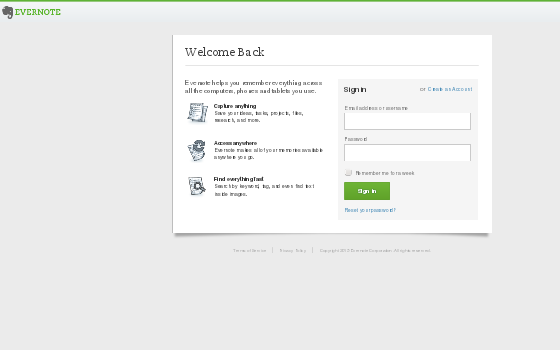 EVERNOTE
Welcome Back
Evernote helps you remember everything across
all the computers, phones and tablets you use.
Capture anything
Save your ideas, tasks, projects, files,
research, and more.
Access anywhere
Evernote makes all of your memories available
anywhere you go.
Find everything fast
Search by keyword, tag, and even find text
inside images.
Sign in
or Create an Account
Email address or username
Password
Remember me for a week
Sign in
Reset your password?
Terms of Service
Privacy Policy
Copyright Evernote Corporation. All rights reserved.